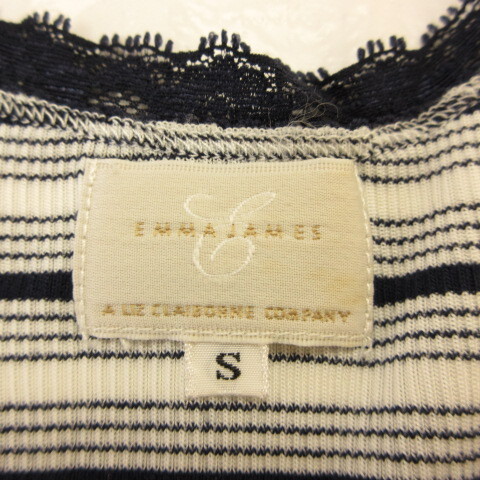 E
EMMA JAMES
A LIZ CLAIBORNE COMPANY
S